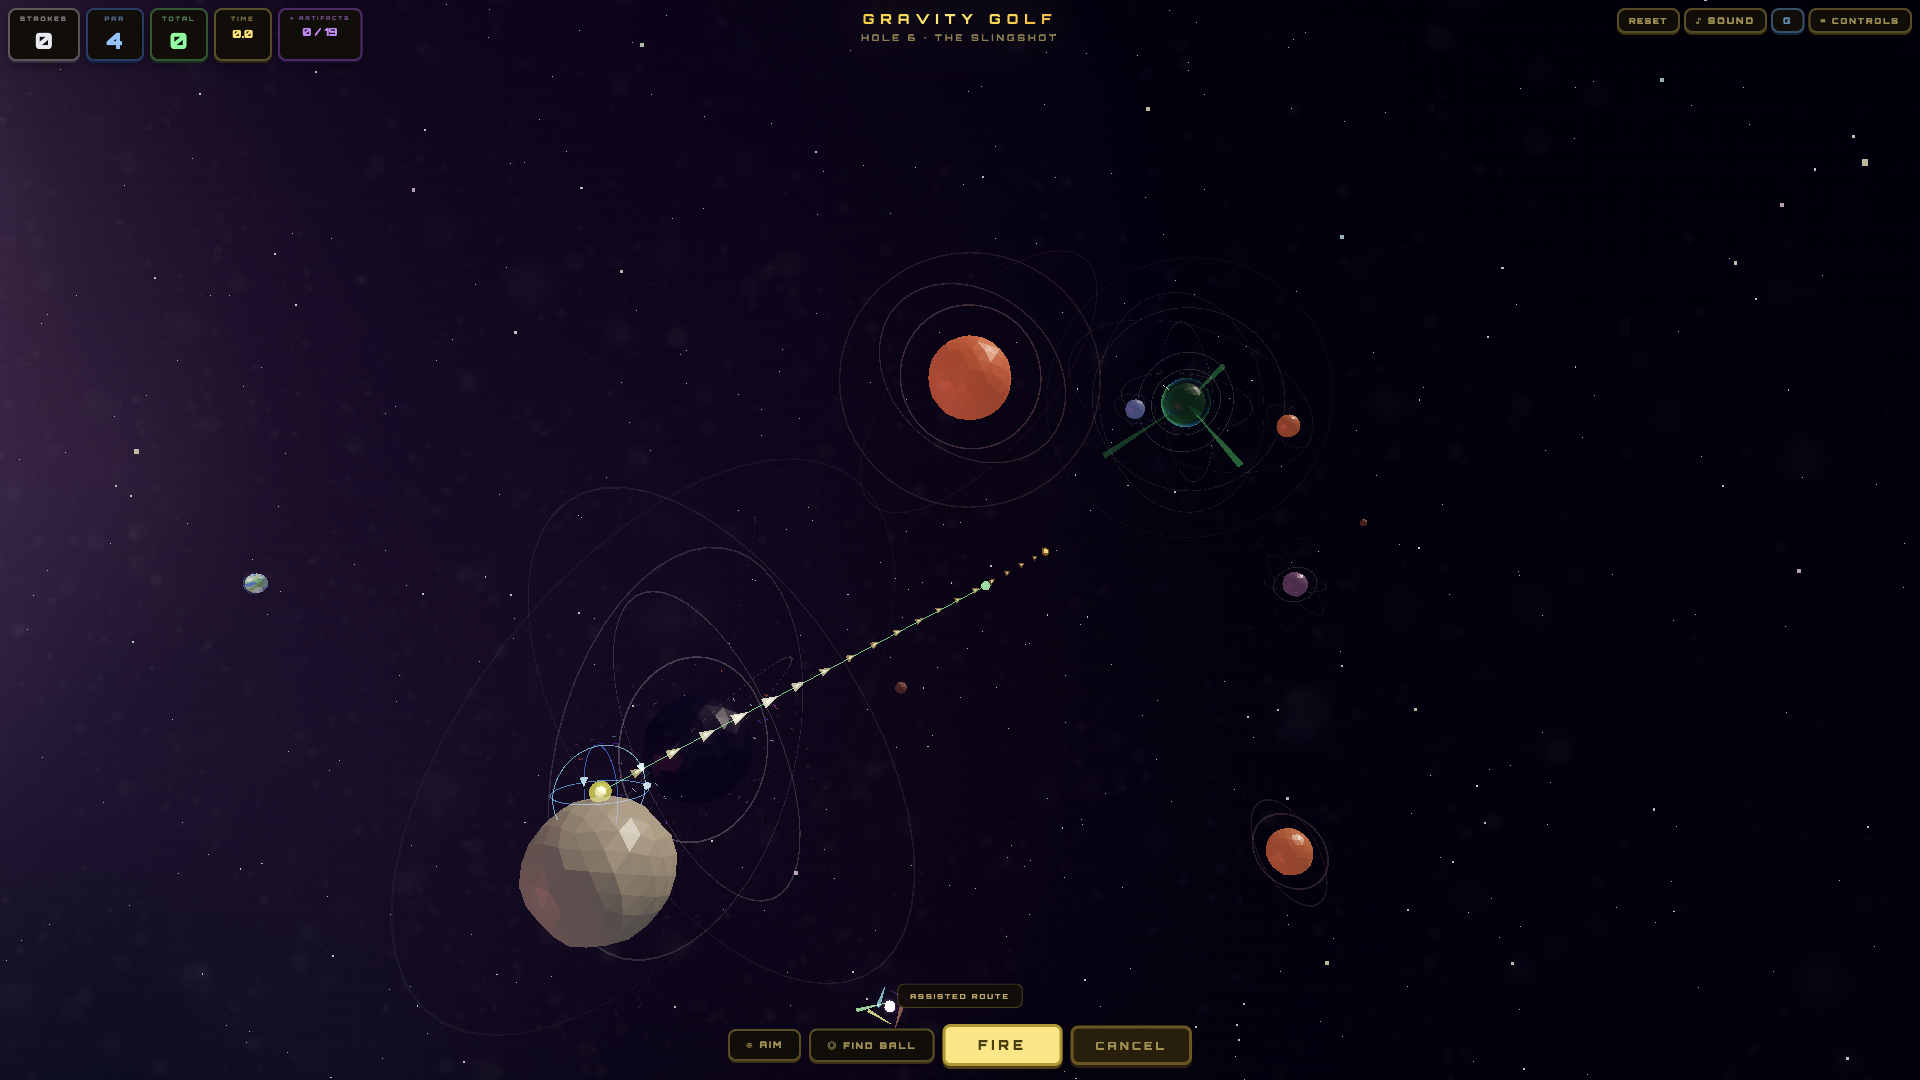 STROKES
0
PAR
4
TOTAL
0
TIME
0.0
ARTIFACTS
0 / 19
GRAVITY GOLF
HOLE 6 · THE SLINGSHOT
RESET
♪ SOUND
G
CONTROLS
ASSISTED ROUTE
AIM
FIND BALL
FIRE
CANCEL